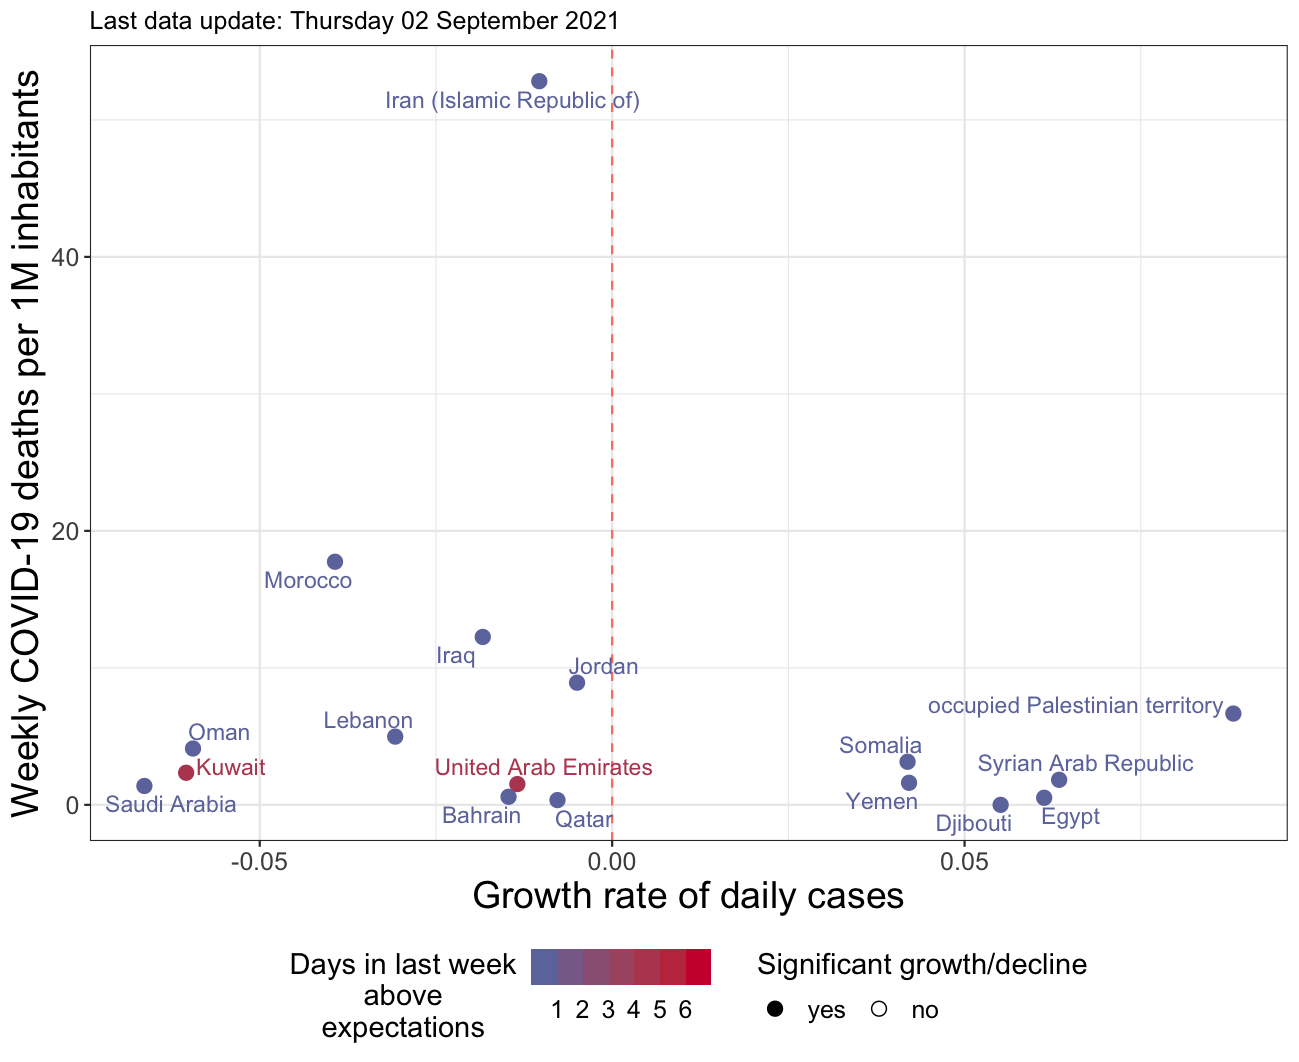 Last data update: Thursday 02 September 2021
Weekly COVID-19 deaths per 1M inhabitants
Iran (Islamic Republic of)
40
20
Morocco
Iraq
Jordan
occupied Palestinian territory
Lebanon
Oman
Somalia
Kuwait
United Arab Emirates
Syrian Arab Republic
Saudi Arabia
0
Yemen
Bahrain
Qatar
Djibouti
Egypt
-0.05
0.00
0.05
Growth rate of daily cases
Days in last week
above
expectations
1 2 3 4 5 6
Significant growth/decline
yes no